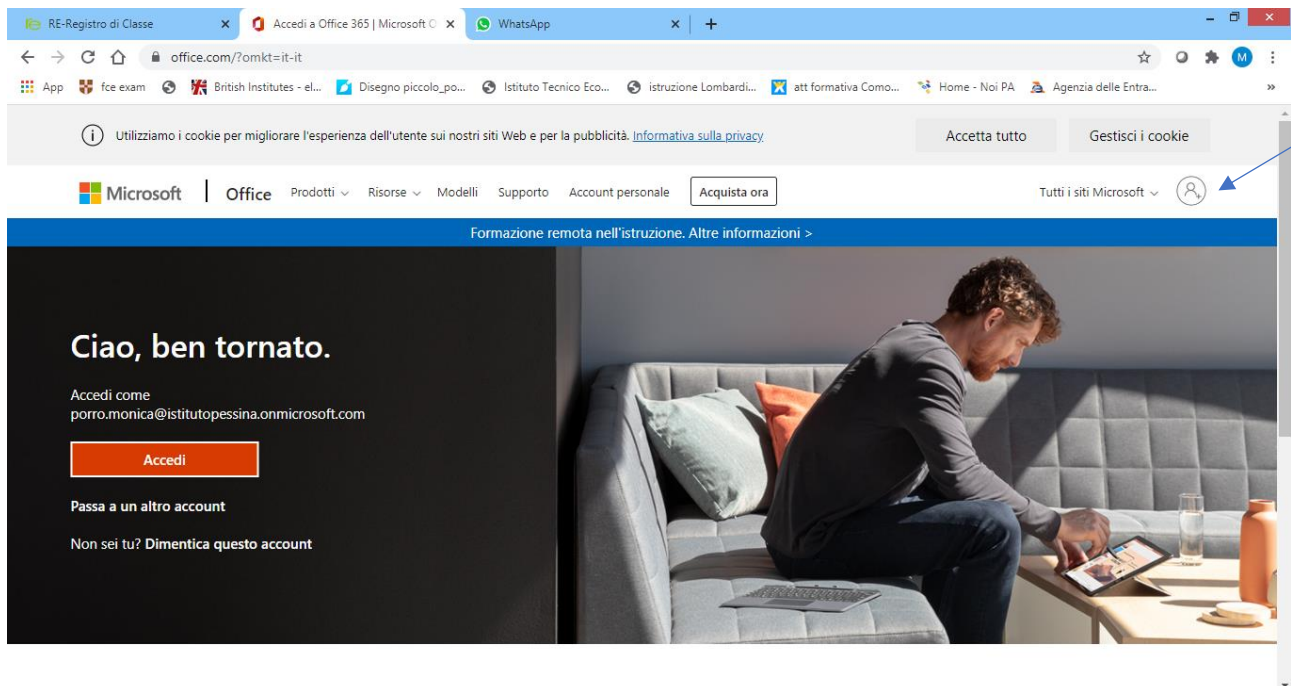 RE-Registro di Classe
Accedi a Office 365 | Microsoft O
WhatsApp
office.com/?omkt=it-it
M
App fce exam British Institutes - el... Disegno piccolo_po... Istituto Tecnico Eco... istruzione Lombardi... att formativa Como... Home - Noi PA Agenzia delle Entra... »
Utilizziamo i cookie per migliorare l'esperienza dell'utente sui nostri siti Web e per la pubblicità. Informativa sulla privacy
Accetta tutto
Gestisci i cookie
Microsoft | Office Prodotti Risorse Modelli Supporto Account personale Acquista ora Tutti i siti Microsoft
Formazione remota nell'istruzione. Altre informazioni >
Ciao, ben tornato.
Accedi come
porro.monica@istitutopessina.onmicrosoft.com
Accedi
Passa a un altro account
Non sei tu? Dimentica questo account